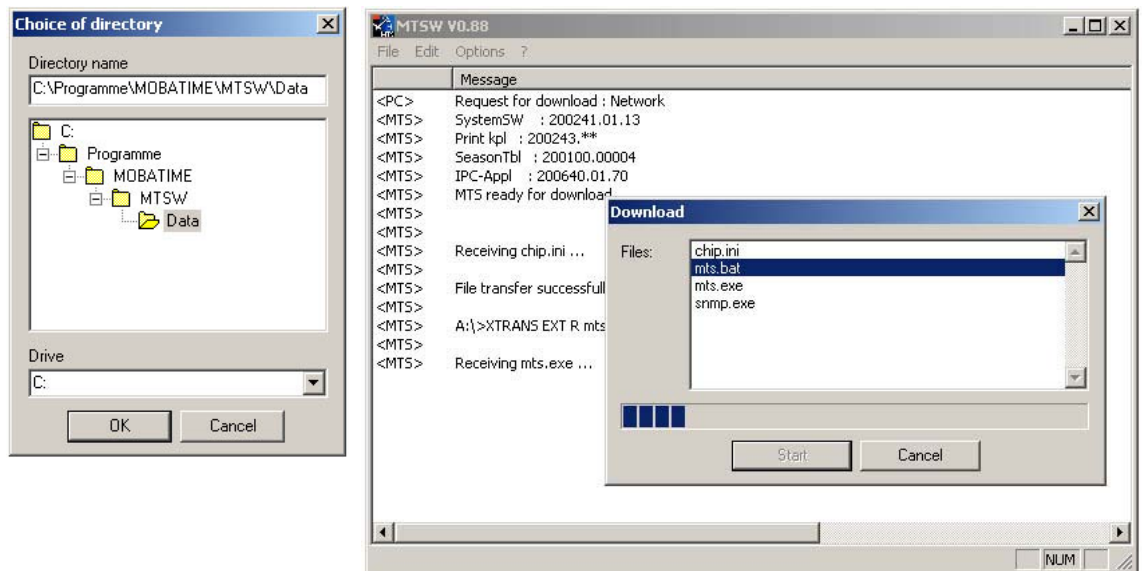 Choice of directory
Directory name
C:\Programme\MOBATIME\MTSW\Data
C:
Programme
MOBATIME
MTSW
Data
Drive
C:
OK Cancel
MTSW V0.88
File Edit Options ?
Message
<PC> Request for download : Network
<MTS> SystemSW : 200241.01.13
<MTS> Print kpl : 200243.**
<MTS> SeasonTbl : 200100.00004
<MTS> IPC-Appl : 200640.01.70
<MTS> MTS ready for download
<MTS>
<MTS>
<MTS> Receiving chip.ini ...
<MTS>
<MTS> File transfer successfull
<MTS>
<MTS> A:\>XTRANS EXT R mts
<MTS>
<MTS> Receiving mts.exe ...
Download
Files:
chip.ini
mts.bat
mts.exe
snmp.exe
Start Cancel
NUM